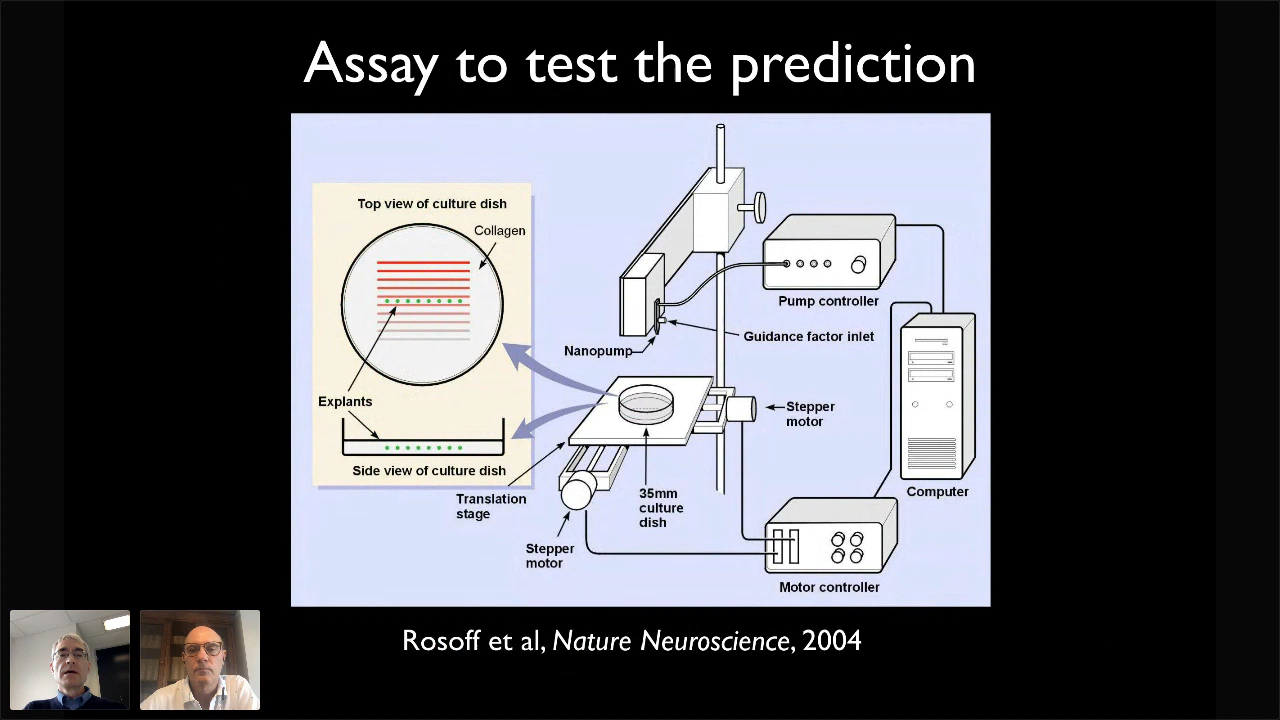 Assay to test the prediction
Top view of culture dish
Collagen
Explants
Side view of culture dish
Pump controller
Guidance factor inlet
Nanopump
Stepper
motor
Computer
Translation
stage
35mm
culture
dish
Stepper
motor
Motor controller
Rosoff et al, Nature Neuroscience, 2004